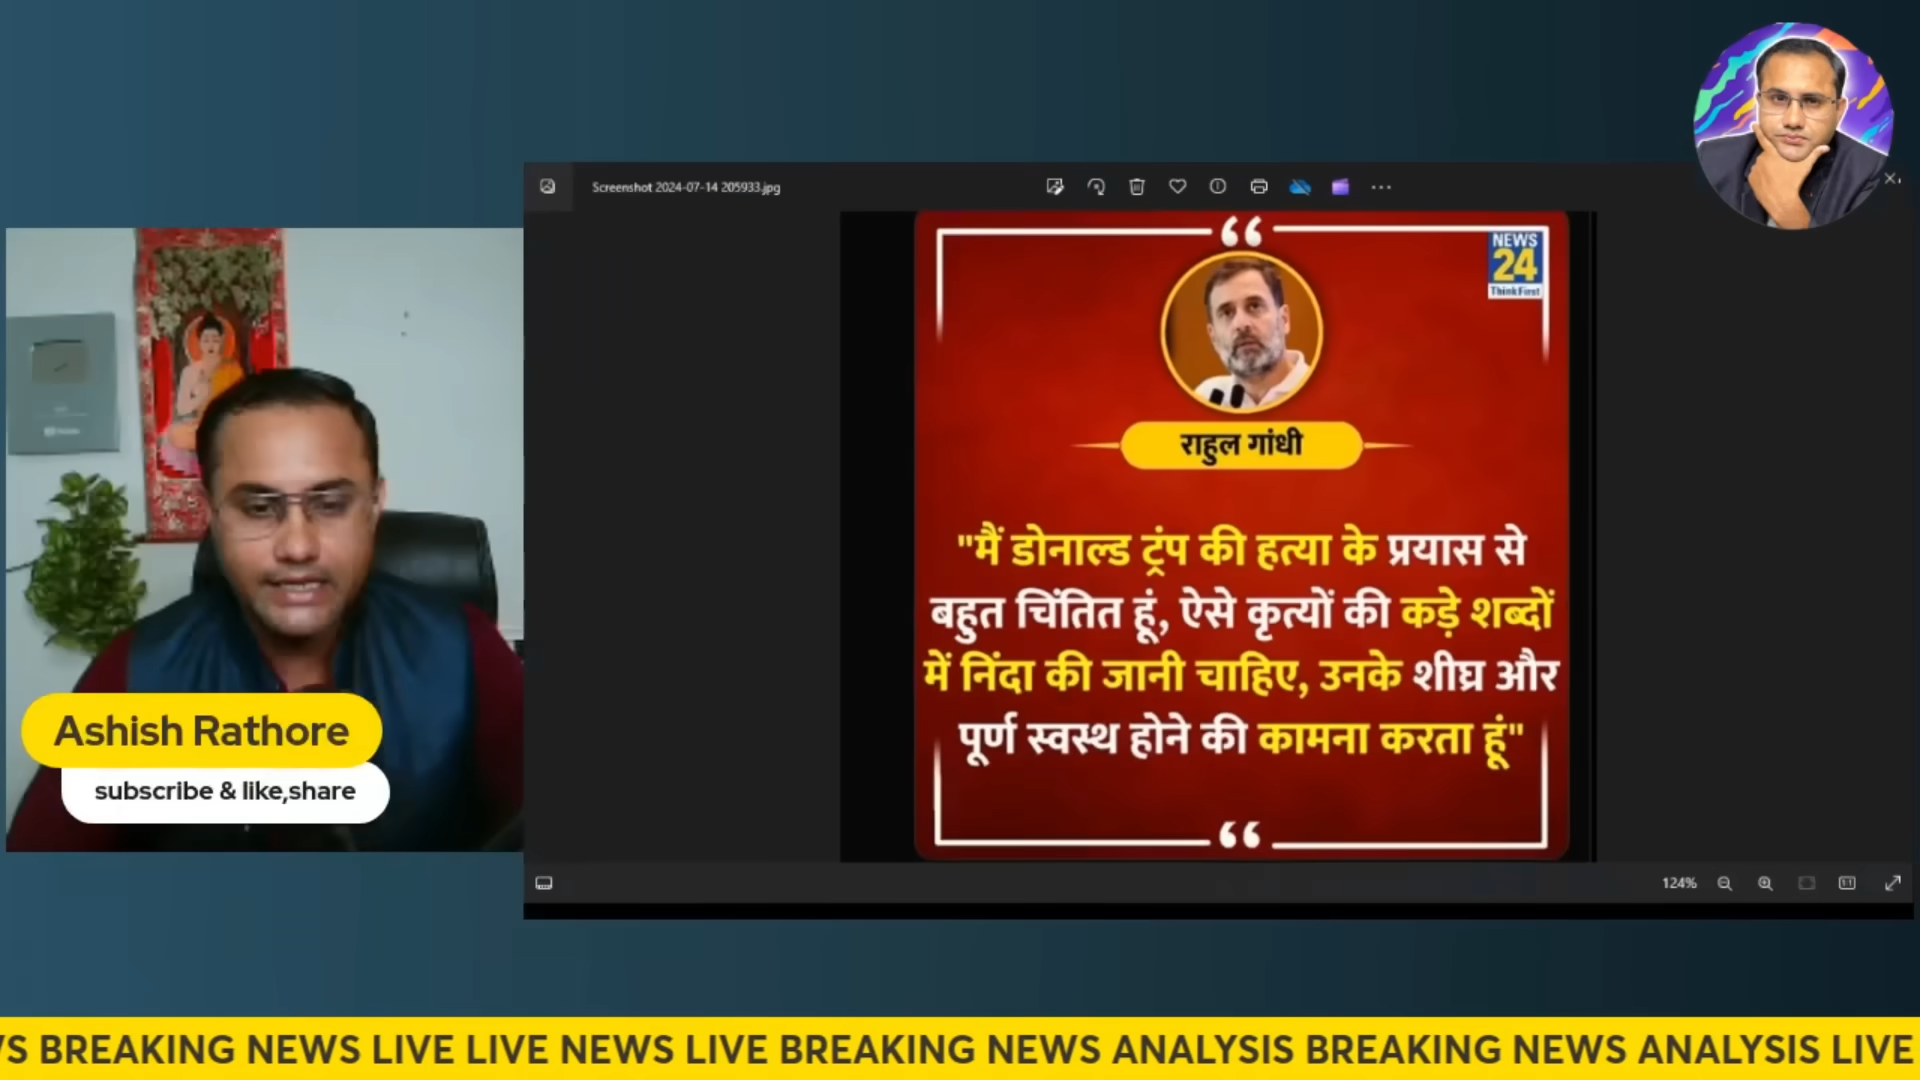 Screenshot 2024-07-14 205933.jpg
NEWS
24
Think First
राहुल गांधी
"मैं डोनाल्ड ट्रंप की हत्या के प्रयास से
बहुत चिंतित हूं, ऐसे कृत्यों की कड़े शब्दों
में निंदा की जानी चाहिए, उनके शीघ्र और
पूर्ण स्वस्थ होने की कामना करता हूं"
Ashish Rathore
subscribe & like,share
124%
VS BREAKING NEWS LIVE LIVE NEWS LIVE BREAKING NEWS ANALYSIS BREAKING NEWS ANALYSIS LIVE